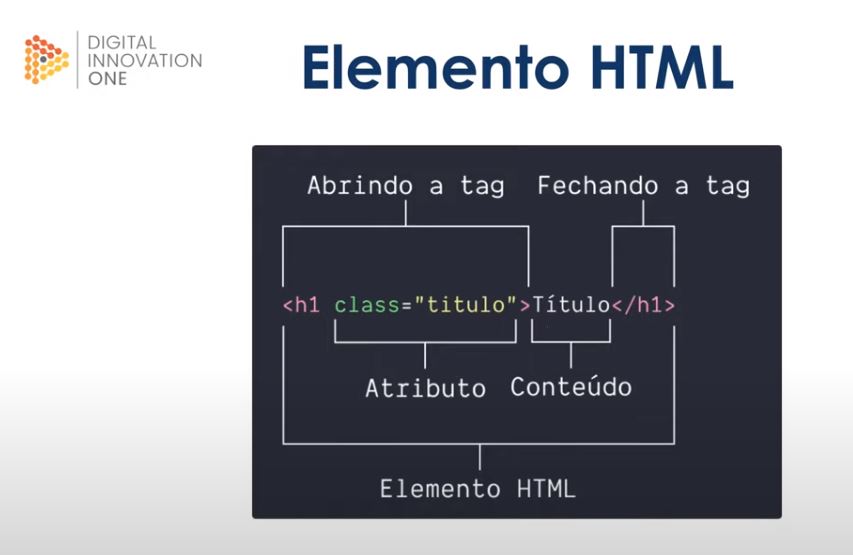 DIGITAL
INNOVATION
ONE
Elemento HTML
Abrindo a tag Fechando a tag
<h1 class="titulo">Título</h1>
Atributo Conteúdo
Elemento HTML